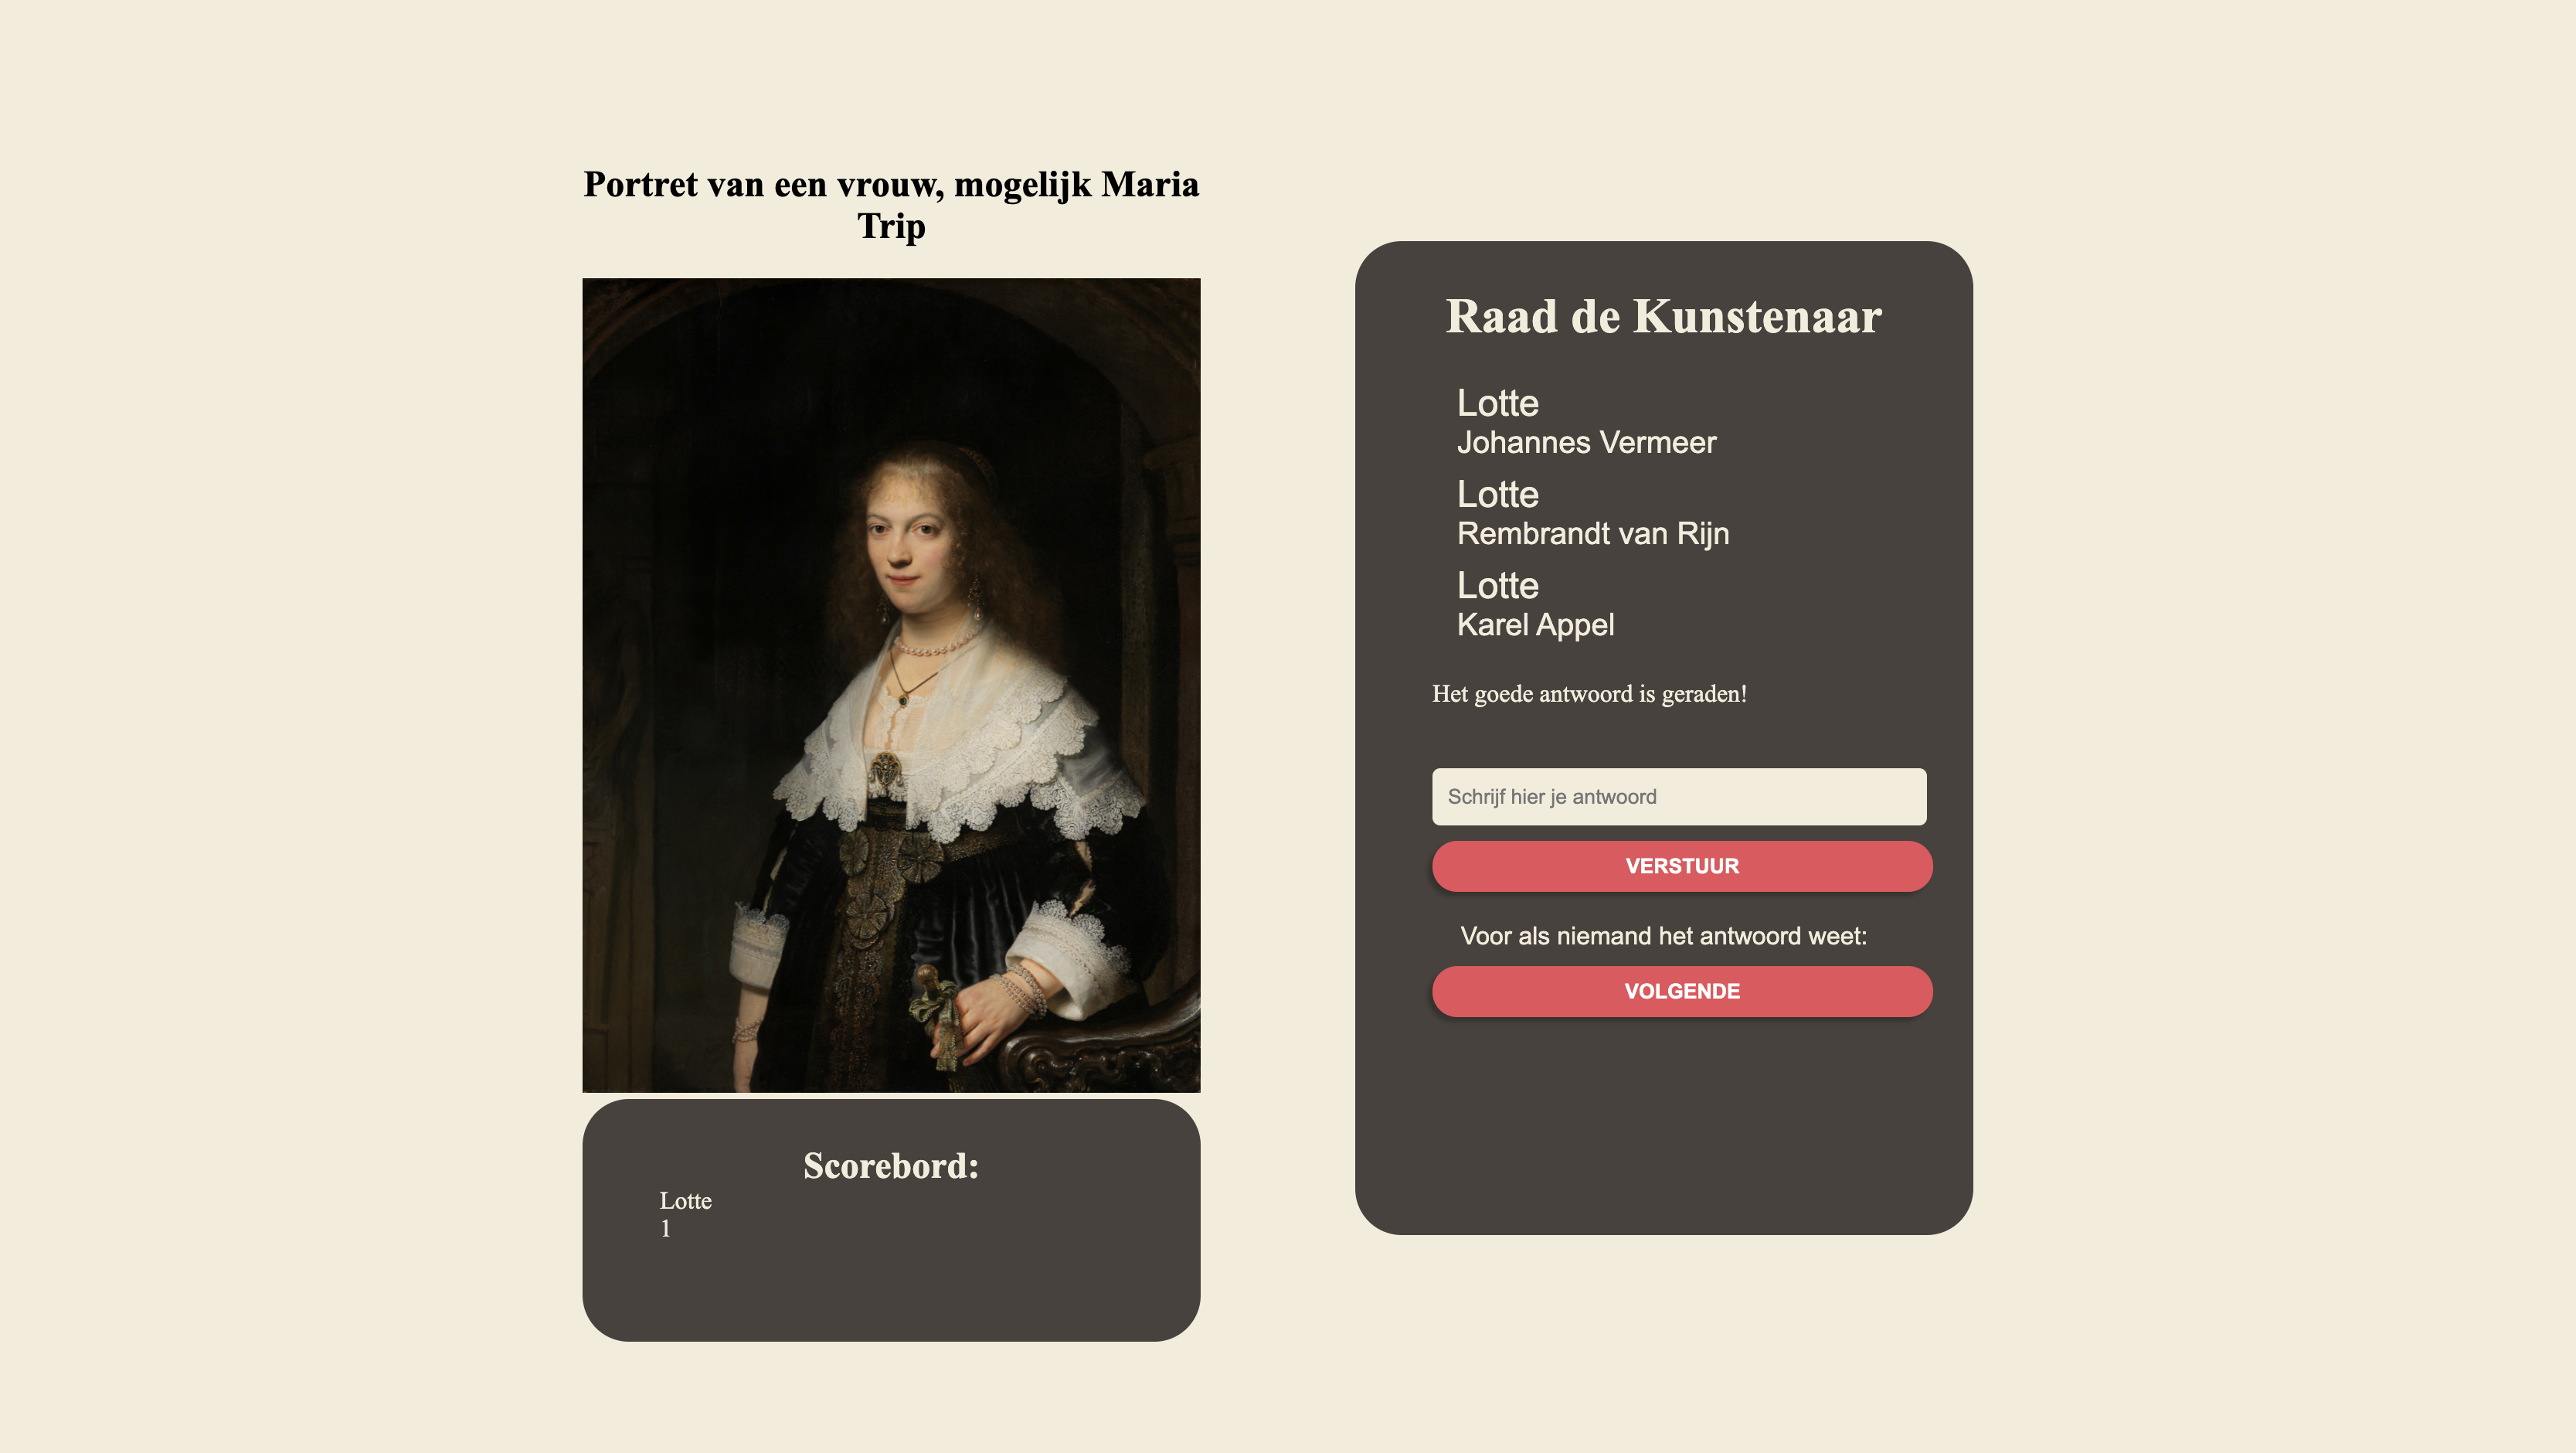 Portret van een vrouw, mogelijk Maria
Trip
Raad de Kunstenaar
Lotte
Johannes Vermeer
Lotte
Rembrandt van Rijn
Lotte
Karel Appel
Het goede antwoord is geraden!
Schrijf hier je antwoord
VERSTUUR
Voor als niemand het antwoord weet:
VOLGENDE
Scorebord:
Lotte
1